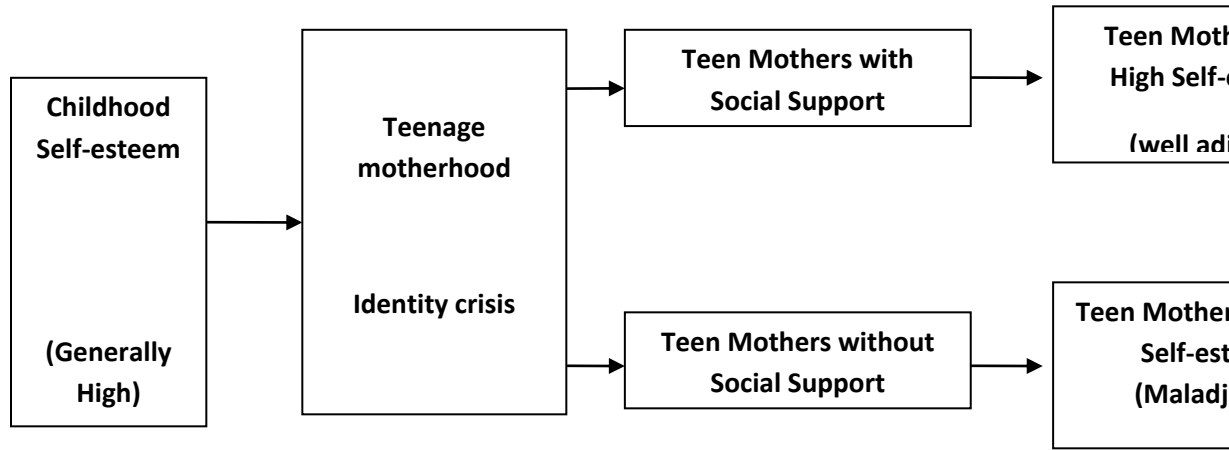 Childhood
Self-esteem
(Generally
High)
Teenage
motherhood
Identity crisis
Teen Mothers with
Social Support
Teen Mothers without
Social Support
Teen
High
(well
Teen